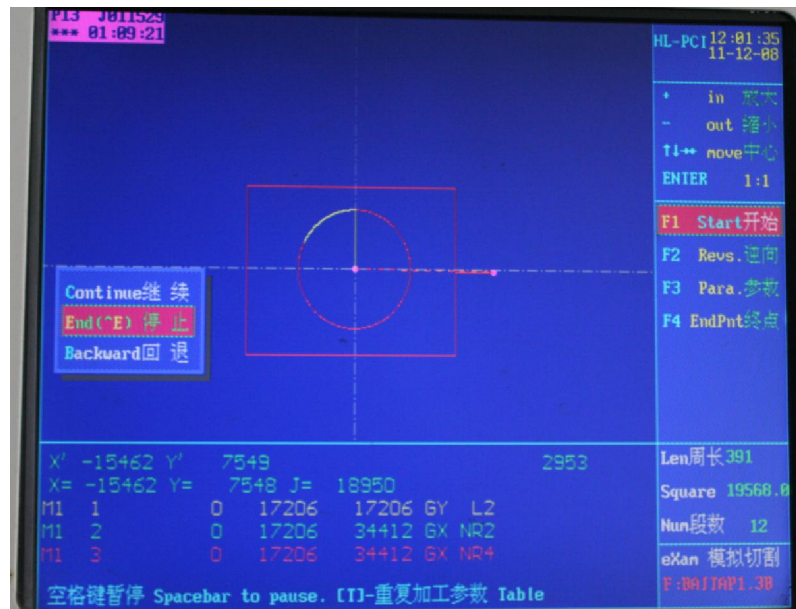 P13 J011529
*** 01:09:21
HL-PCI 12:01:35
11-12-08
+ in 放大
- out 缩小
↑↓←→ move中心
ENTER 1:1
F1 Start开始
F2 Revs.逆向
F3 Para.参数
F4 EndPnt终点
Continue继 续
End(^E) 停 止
Backward回 退
X' -15462 Y' 7549 2953
X= -15462 Y= 7548 J= 18950
M1 1 0 17206 17206 GY L2
M1 2 0 17206 34412 GX NR2
M1 3 0 17206 34412 GX NR4
空格键暂停 Spacebar to pause. [T]-重复加工参数 Table
Len周长391
Square 19568.0
Num段数 12
eXam 模拟切割